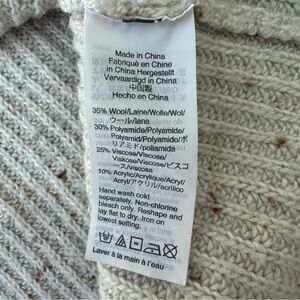 Made in China
Fabriqué en Chine
in China Hergestellt
Vervaardigd in China
中国製
Hecho en China
35% Wool/Laine/Wolle/Wol/
ウール/lana
30% Polyamide/Polyamide/
Polyamid/Polyamide/ポ
リアミド/poliamida
25% Viscose/Viscose/
Viskose/Viscose/ビスコ
ース/viscosa
10% Acrylic/Acrylique/Acryl/
Acryl/アクリル/acrílico
Hand wash cold
separately. Non-chlorine
bleach only. Reshape and
lay flat to dry. Iron on
lowest setting.
Laver à la main à l'eau